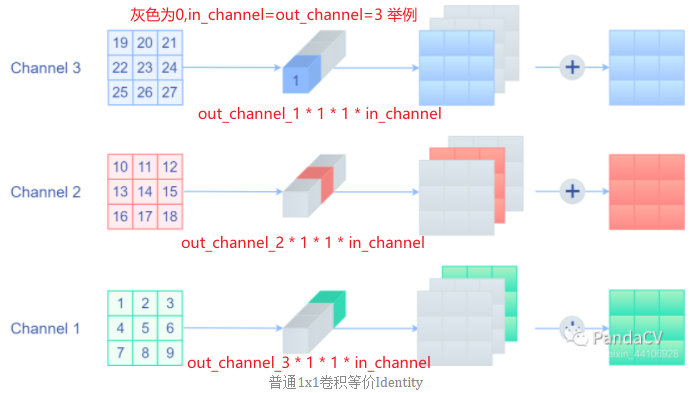 灰色为0,in_channel=out_channel=3 举例
Channel 3
19 20 21
22 23 24
25 26 27
1
+
out_channel_1 * 1 * 1 * in_channel
Channel 2
10 11 12
13 14 15
16 17 18
+
out_channel_2 * 1 * 1 * in_channel
Channel 1
1 2 3
4 5 6
7 8 9
PandaCV
out_channel_3 * 1 * 1 * in_channel
普通1x1卷积等价Identity